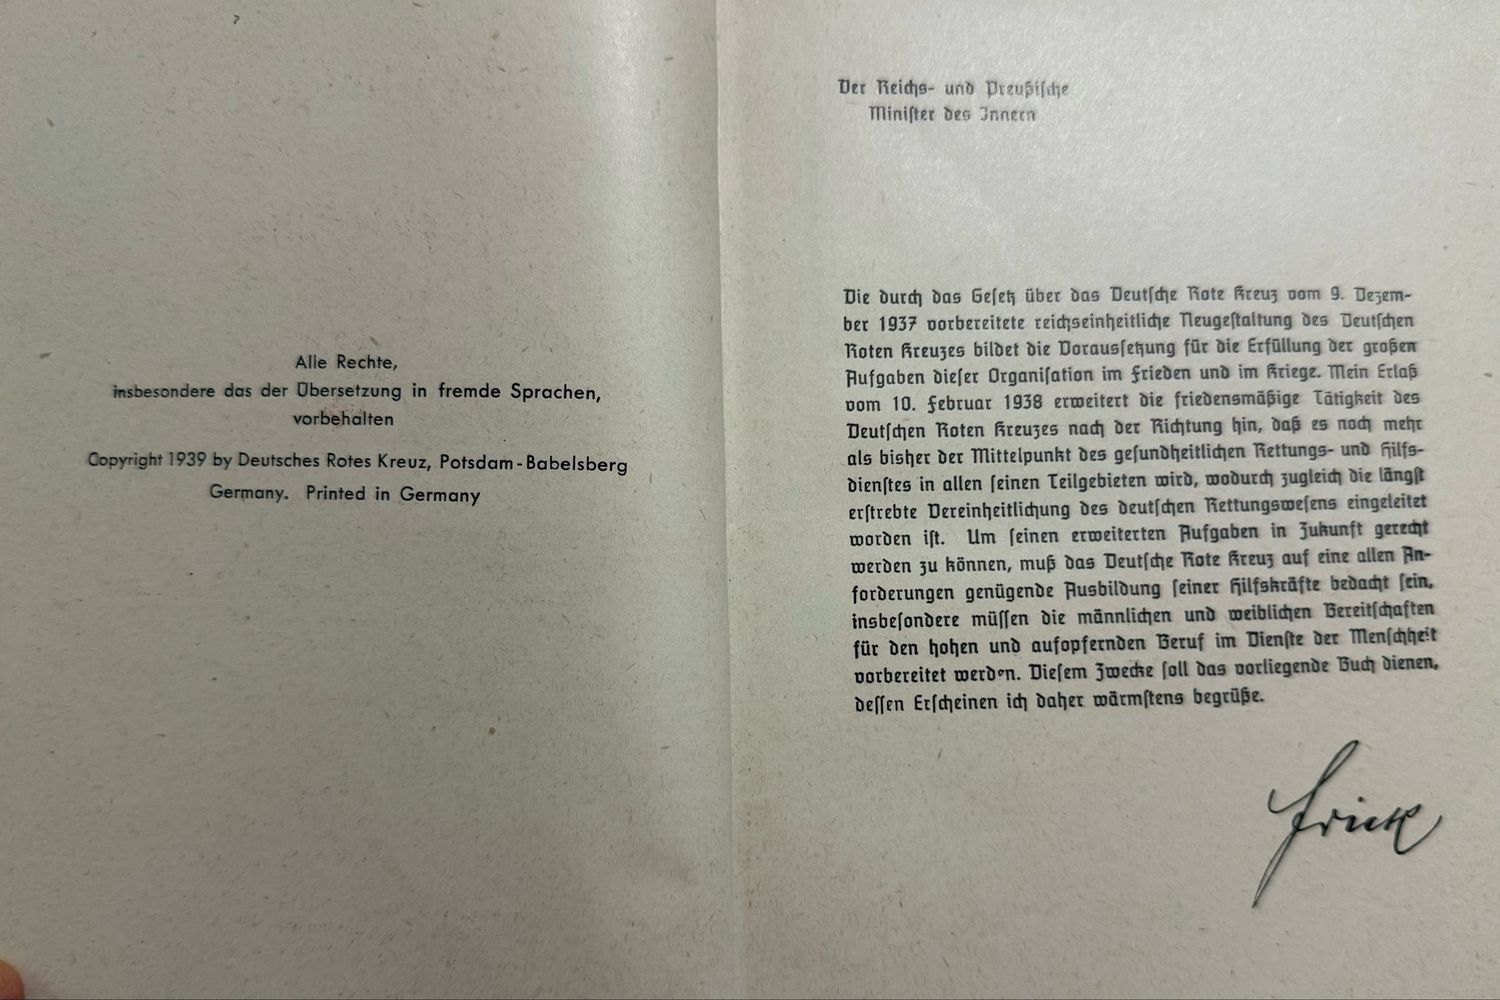 Alle Rechte,
insbesondere das der Übersetzung in fremde Sprachen,
vorbehalten
Copyright 1939 by Deutsches Rotes Kreuz, Potsdam-Babelsberg
Germany. Printed in Germany
Der Reichs- und Preußiſche
Miniſter des Innern
Die durch das Geſetz über das Deutſche Rote Kreuz vom 9. Dezem-
ber 1937 vorbereitete reichseinheitliche Neugeſtaltung des Deutſchen
Roten Kreuzes bildet die Vorausſetzung für die Erfüllung der großen
Aufgaben dieſer Organiſation im Frieden und im Kriege. Mein Erlaß
vom 10. Februar 1938 erweitert die friedensmäßige Tätigkeit des
Deutſchen Roten Kreuzes nach der Richtung hin, daß es noch mehr
als bisher der Mittelpunkt des geſundheitlichen Rettungs- und Hilfs-
dienſtes in allen ſeinen Teilgebieten wird, wodurch zugleich die längſt
erſtrebte Vereinheitlichung des deutſchen Rettungsweſens eingeleitet
worden iſt. Um ſeinen erweiterten Aufgaben in Zukunft gerecht
werden zu können, muß das Deutſche Rote Kreuz auf eine allen An-
forderungen genügende Ausbildung ſeiner Hilfskräfte bedacht ſein,
insbeſondere müſſen die männlichen und weiblichen Bereitſchaften
für den hohen und aufopfernden Beruf im Dienſte der Menſchheit
vorbereitet werden. Dieſem Zwecke ſoll das vorliegende Buch dienen,
deſſen Erſcheinen ich daher wärmſtens begrüße.
Frick